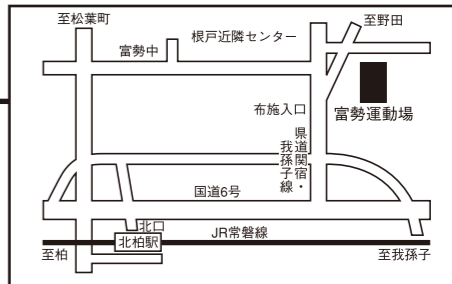 至松葉町
至野田
根戸近隣センター
富勢中
布施入口
富勢運動場
県道関宿・
我孫子線
国道6号
北口
北柏駅
JR常磐線
至柏
至我孫子